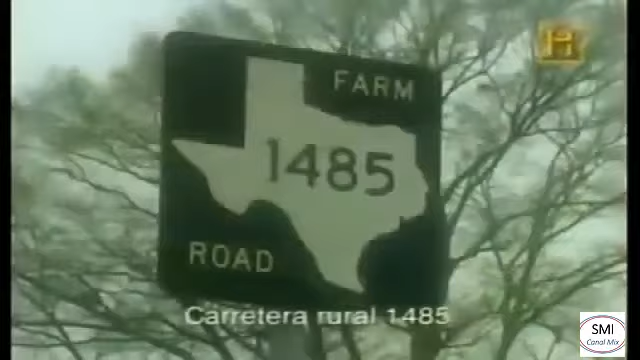 H
FARM
1485
ROAD
Carretera rural 1485
SMI
Canal Mix